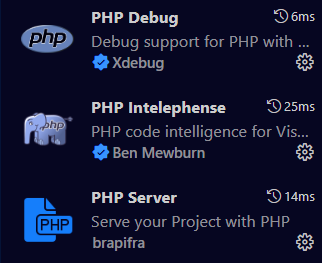 php
PHP Debug
6ms
Debug support for PHP with ...
Xdebug
php
PHP Intelephense
25ms
PHP code intelligence for Vis...
Ben Mewburn
PHP
PHP Server
14ms
Serve your Project with PHP
brapifra